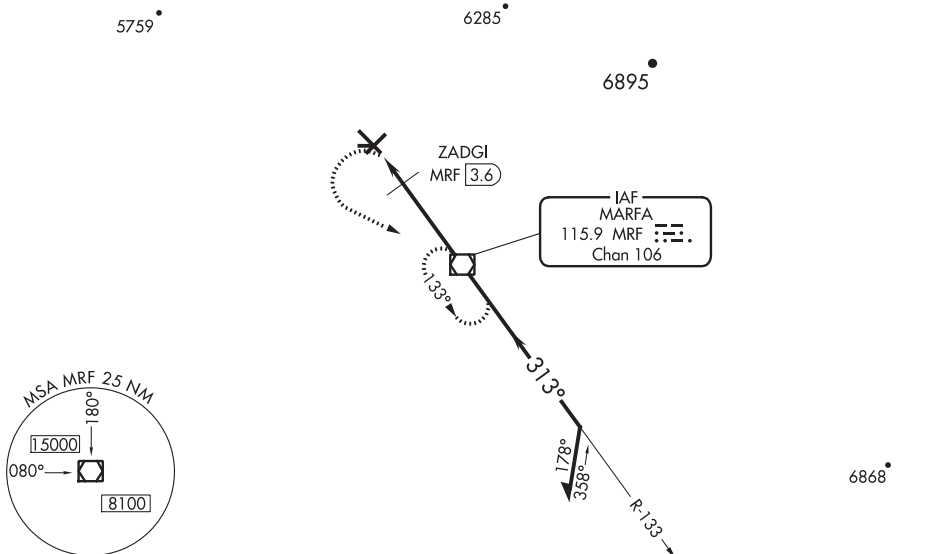 5759
6285
6895
ZADGI
MRF 3.6
IAF
MARFA
115.9 MRF
Chan 106
133°
313°
MSA MRF 25 NM
180°
15000
080°
8100
178°
358°
6868
R-133